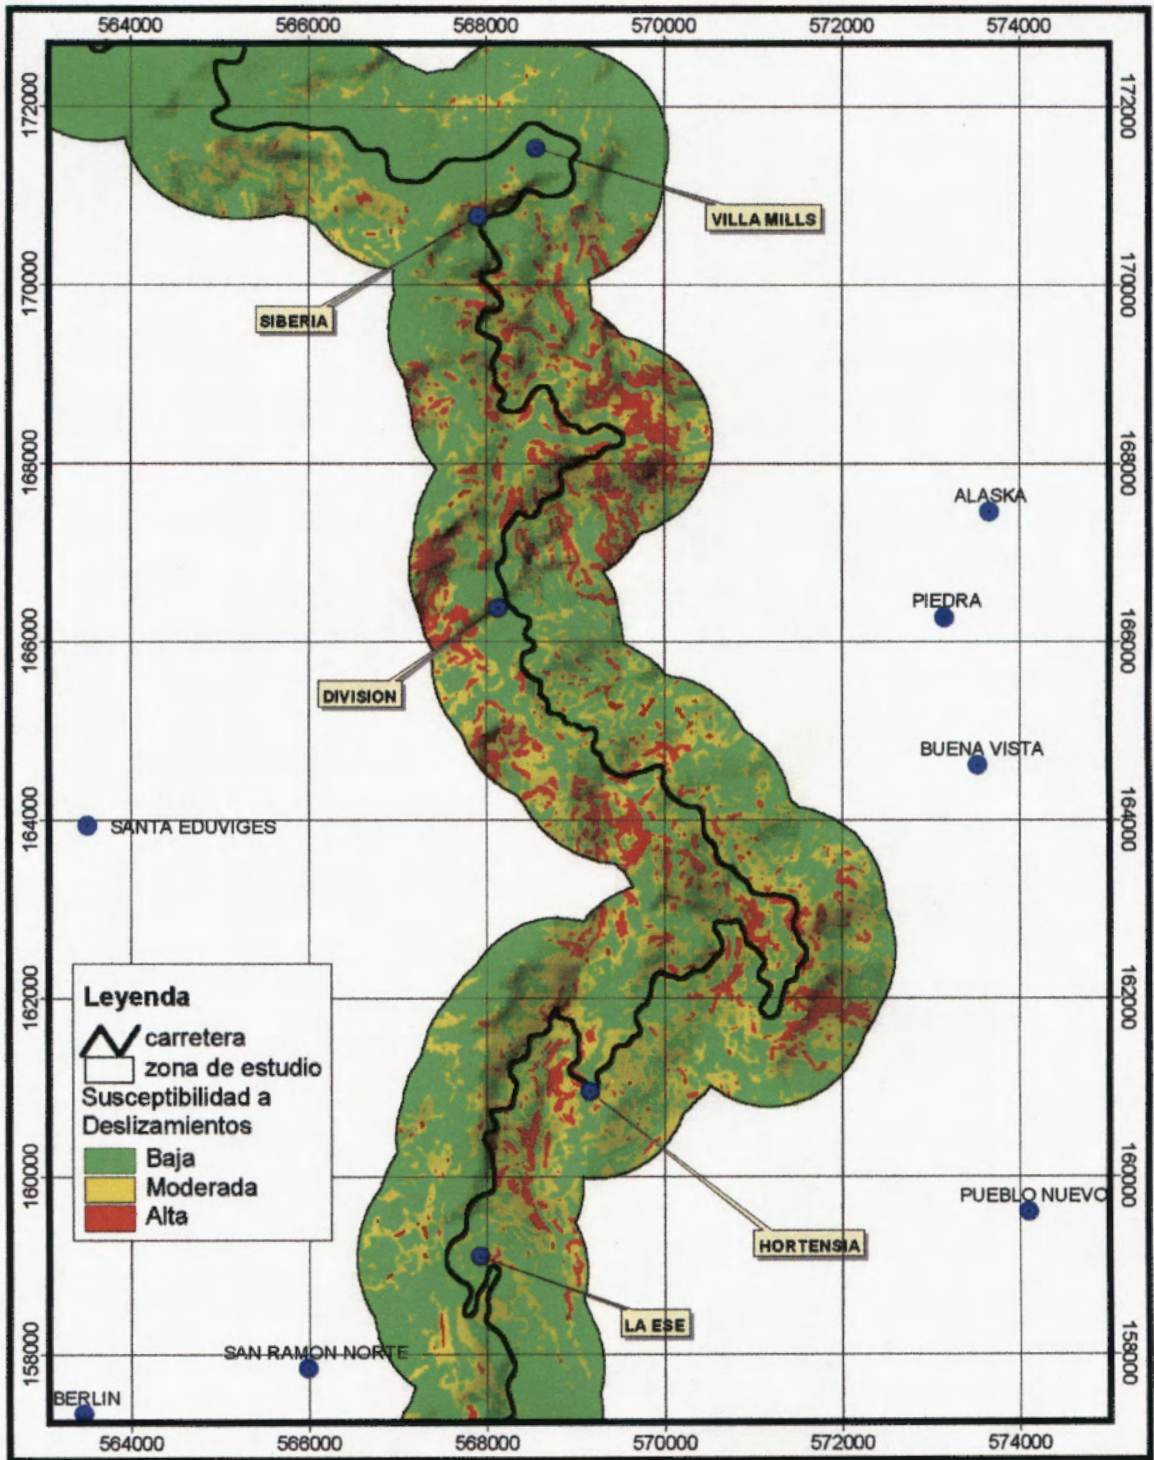 564000 566000 568000 570000 572000 574000
172000
172000
VILLA MILLS
170000
170000
SIBERIA
168000
168000
ALASKA
PIEDRA
166000
166000
DIVISION
BUENA VISTA
164000
164000
SANTA EDUVIGES
162000
162000
Leyenda
carretera
zona de estudio
Susceptibilidad a
Deslizamientos
Baja
Moderada
Alta
160000
160000
PUEBLO NUEVO
HORTENSIA
LA ESE
158000
158000
SAN RAMON NORTE
BERLIN
564000 566000 568000 570000 572000 574000